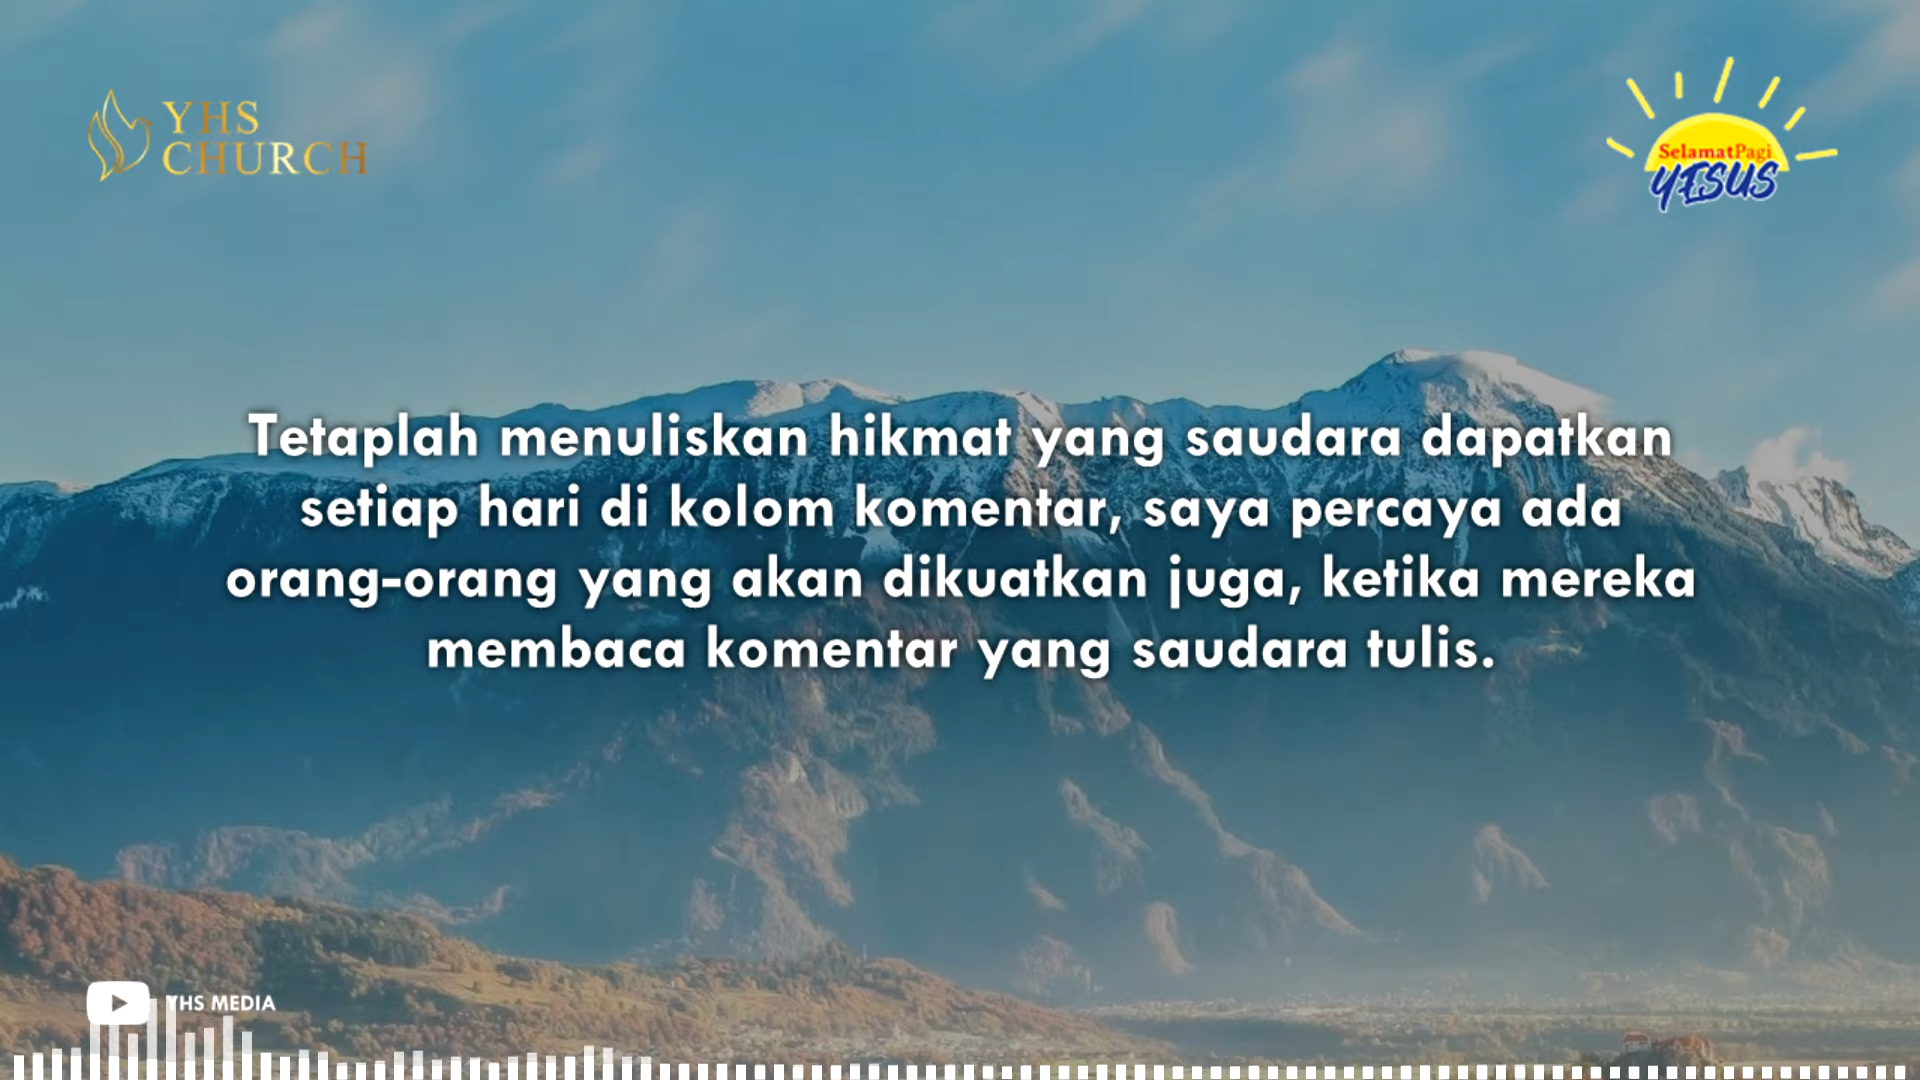 YHS
CHURCH
SelamatPagi
YESUS
Tetaplah menuliskan hikmat yang saudara dapatkan
setiap hari di kolom komentar, saya percaya ada
orang-orang yang akan dikuatkan juga, ketika mereka
membaca komentar yang saudara tulis.
YHS MEDIA